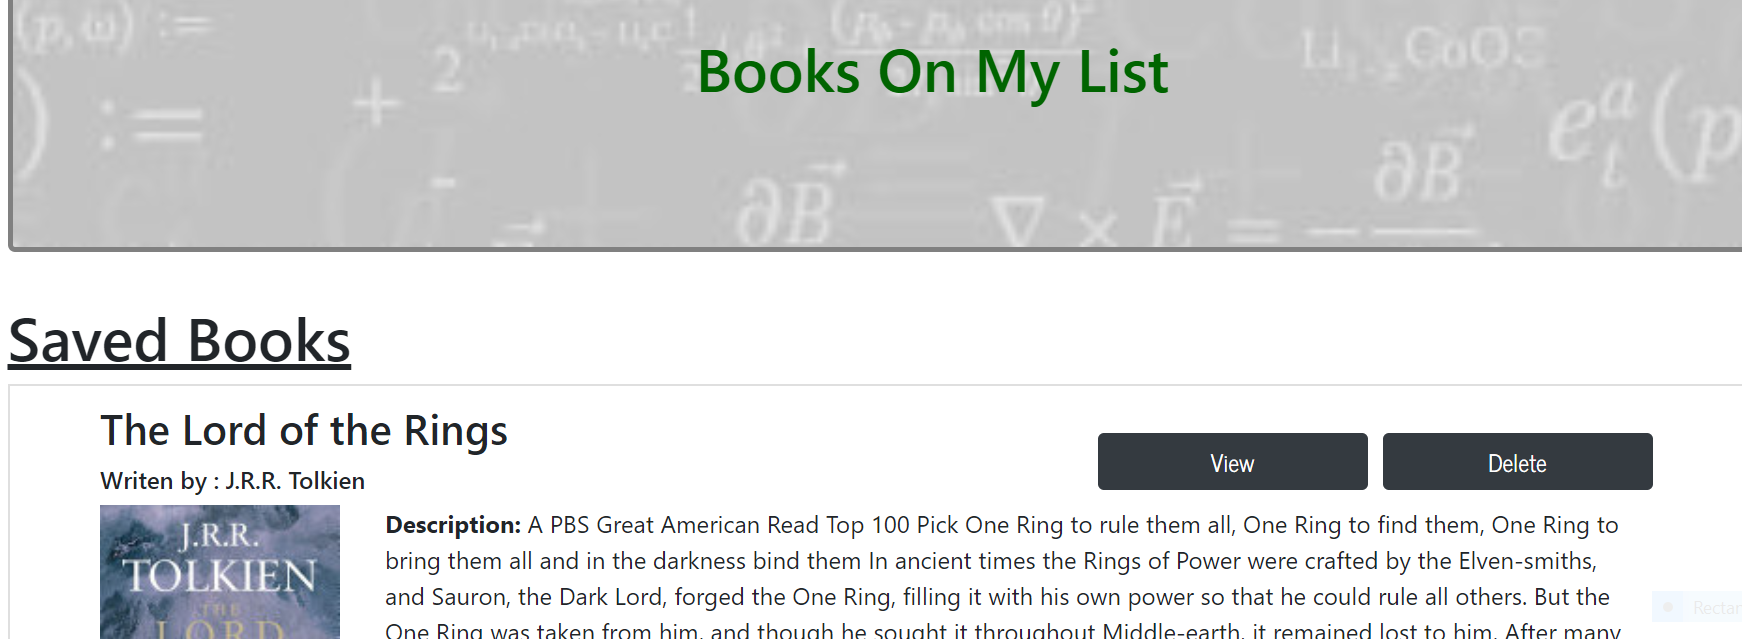 (p, ω) :=
) :=
+
2
Books On My List
∂B⃗
∇ × E⃗ = −
∂B⃗
e
a
t
(p
Saved Books
The Lord of the Rings
Writen by : J.R.R. Tolkien
View
Delete
J.R.R.
TOLKIEN
THE
LORD
Description: A PBS Great American Read Top 100 Pick One Ring to rule them all, One Ring to find them, One Ring to
bring them all and in the darkness bind them In ancient times the Rings of Power were crafted by the Elven-smiths,
and Sauron, the Dark Lord, forged the One Ring, filling it with his own power so that he could rule all others. But the
One Ring was taken from him, and though he sought it throughout Middle-earth, it remained lost to him. After many
Rectan